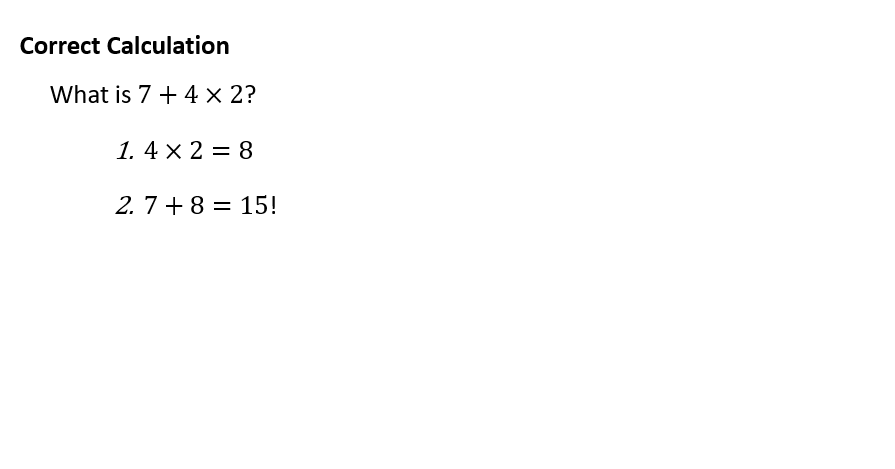 Correct Calculation
What is 7 + 4 × 2?
1. 4 × 2 = 8
2. 7 + 8 = 15!